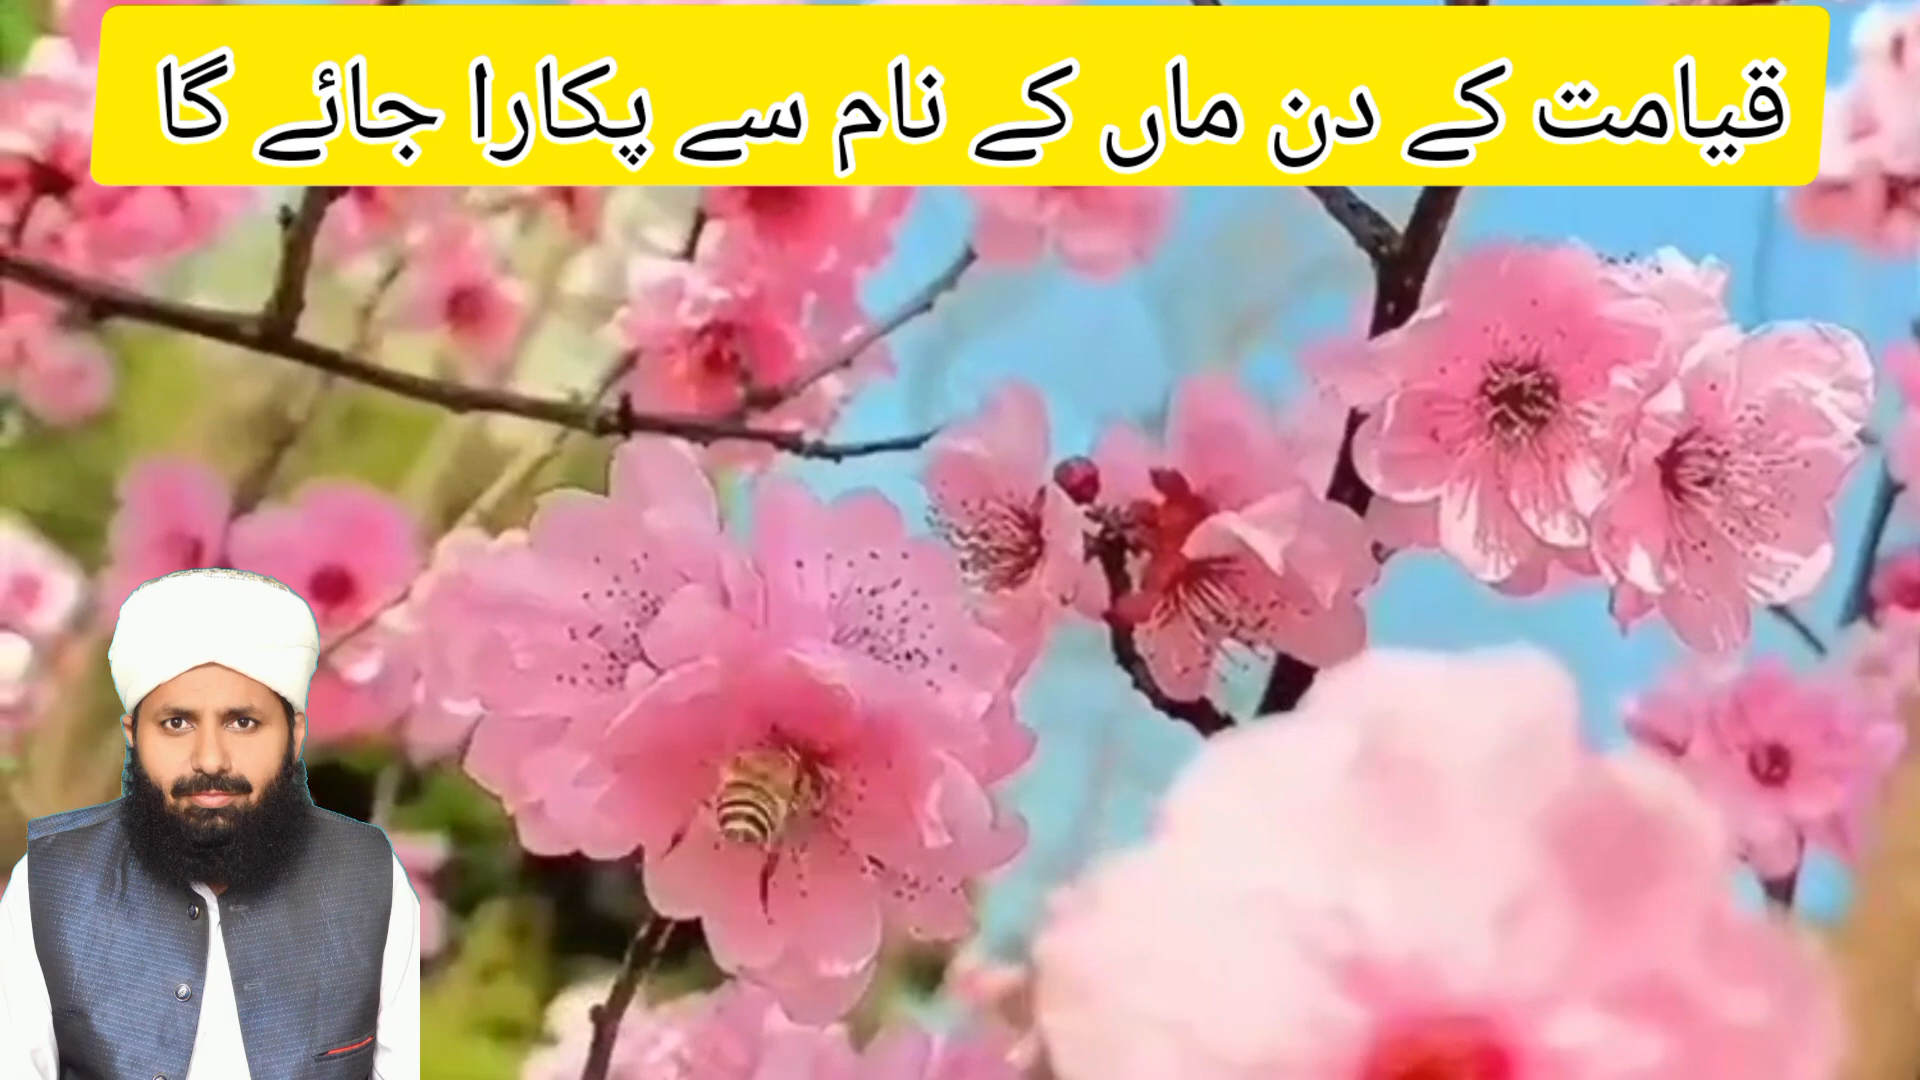 قیامت کے دن ماں کے نام سے پکارا جائے گا